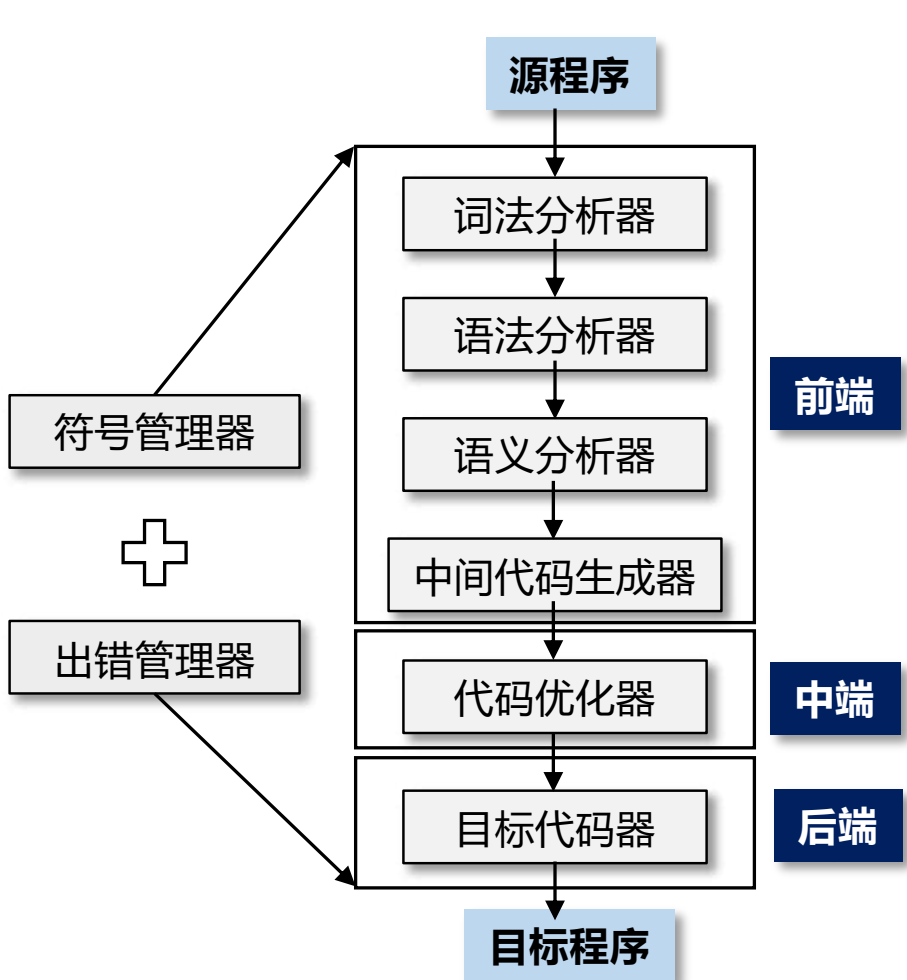 源程序
词法分析器
语法分析器
前端
符号管理器
语义分析器
中间代码生成器
出错管理器
代码优化器
中端
目标代码器
后端
目标程序